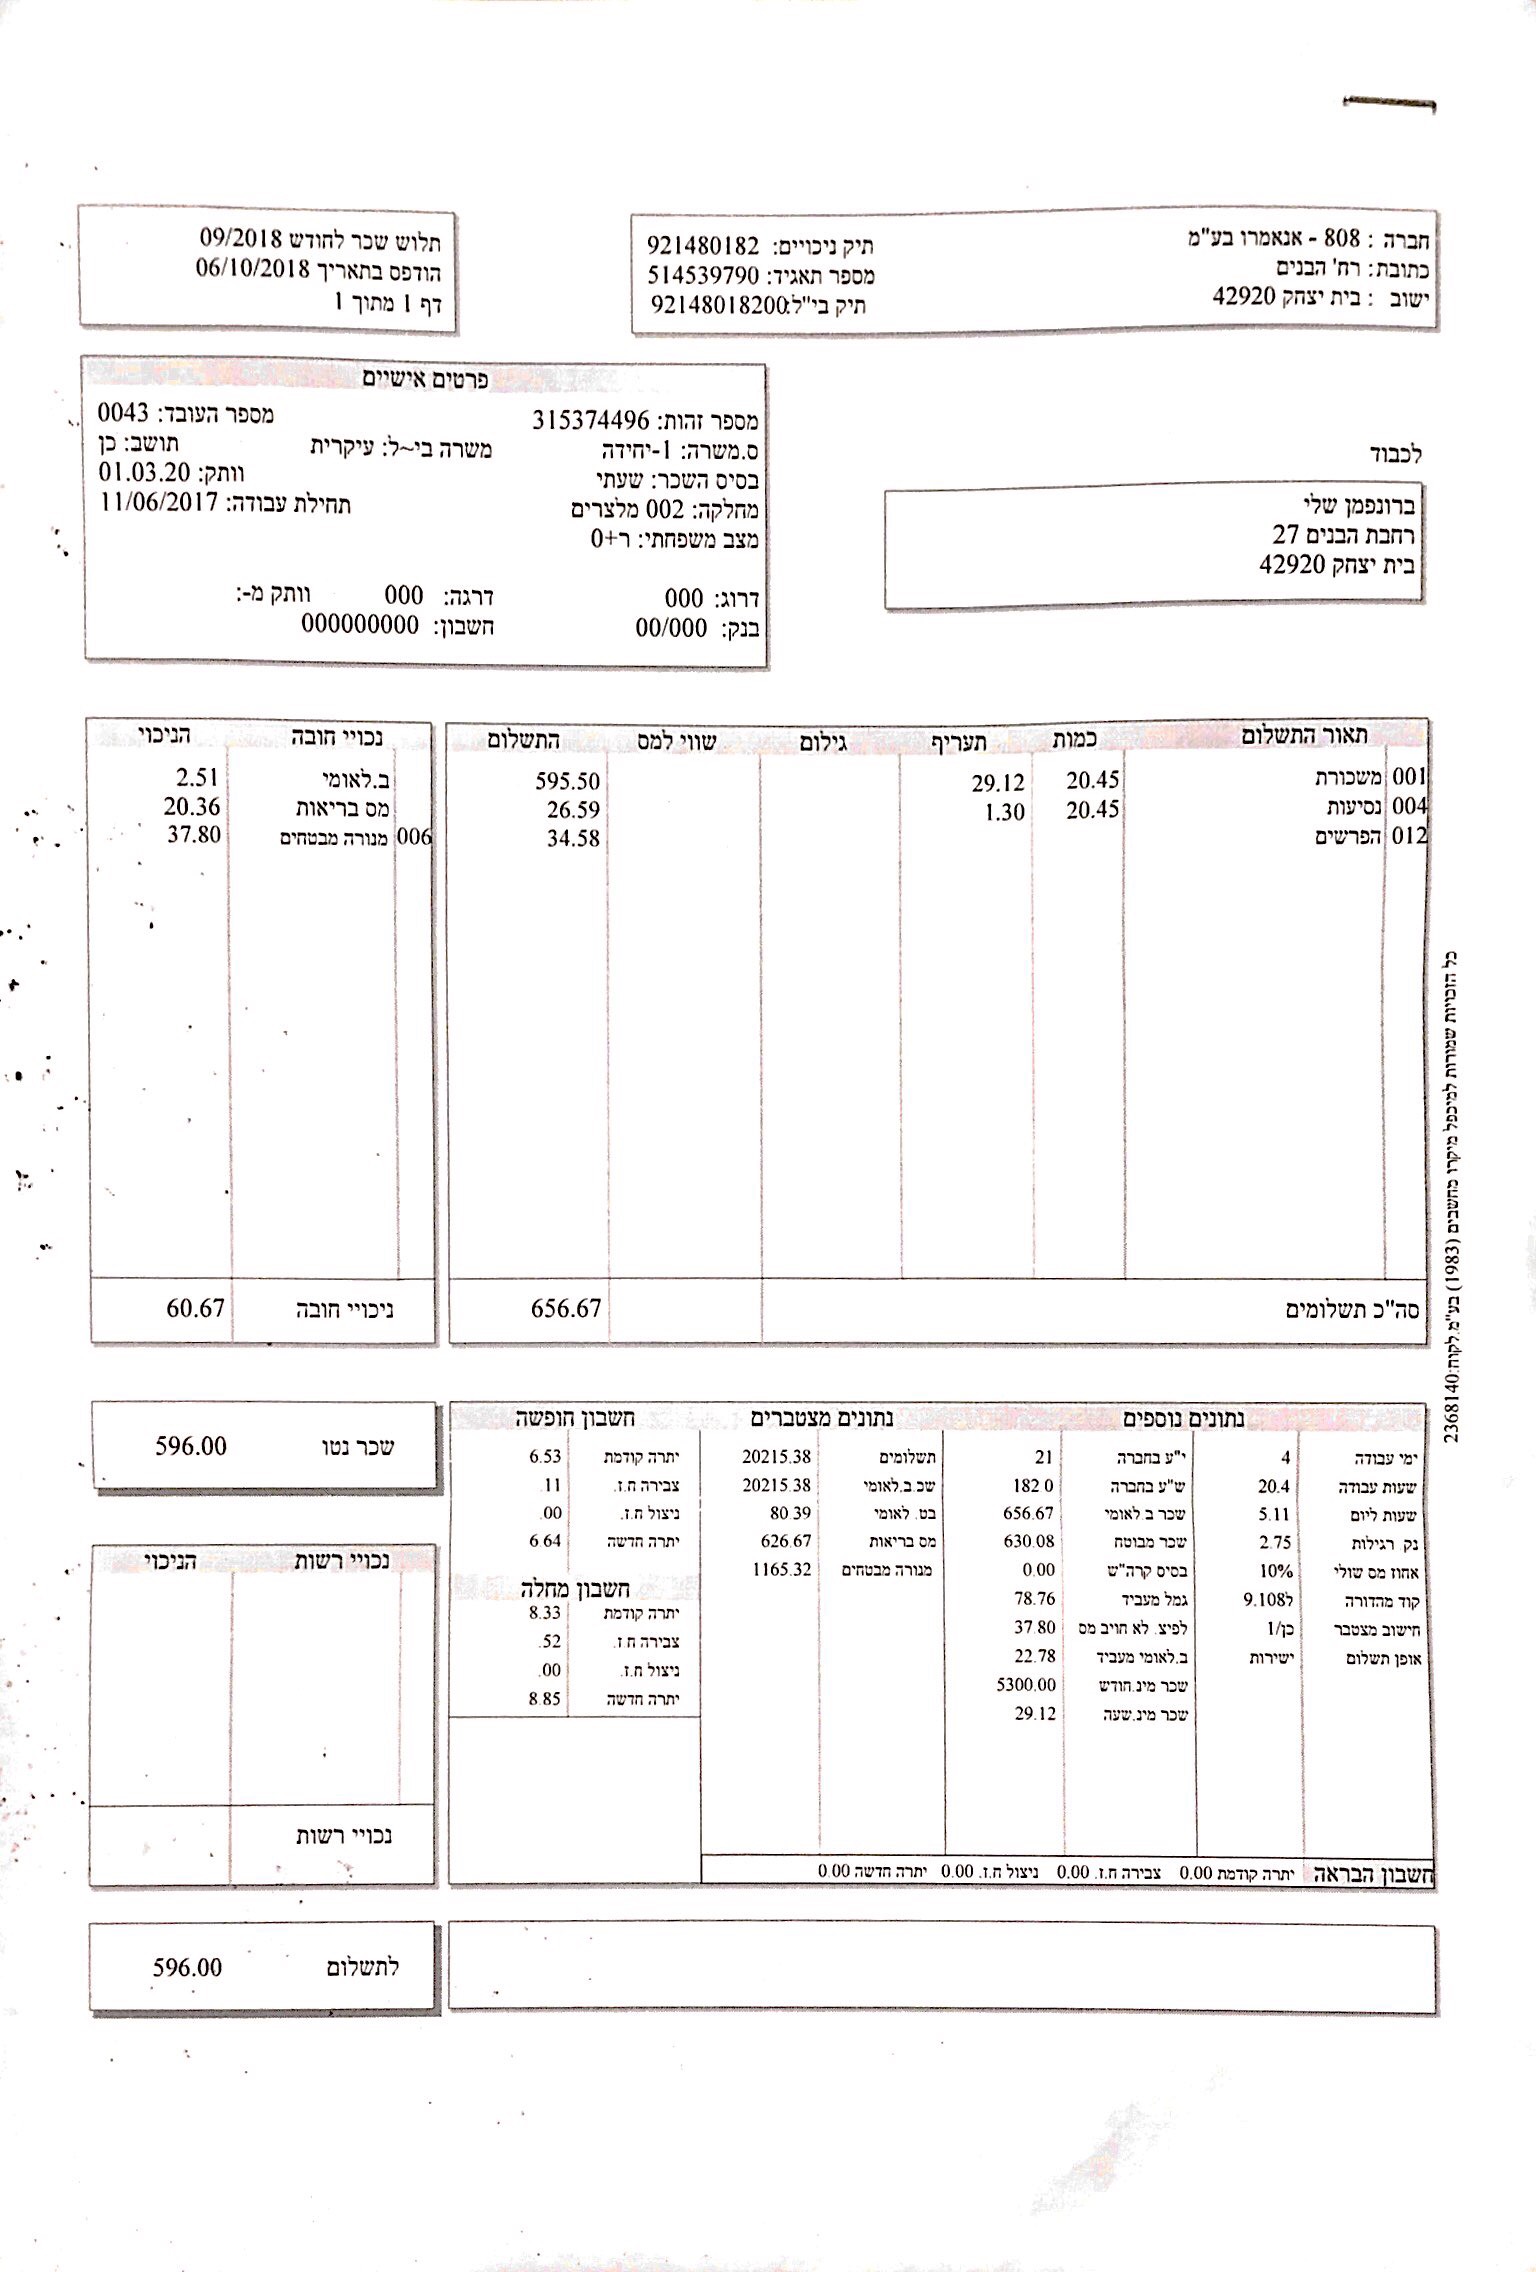 חברה : 808 - אנאמרו בע"מ תיק ניכויים: 921480182
כתובת: רח' הבנים מספר תאגיד: 514539790
ישוב : בית יצחק 42920 תיק בי"ל:92148018200
תלוש שכר לחודש 09/2018
הודפס בתאריך 06/10/2018
דף 1 מתוך 1
פרטים אישיים
מספר זהות: 315374496 מספר העובד: 0043
ס.משרה: 1-יחידה משרה בי~ל: עיקרית תושב: כן
בסיס השכר: שעתי וותק: 01.03.20
מחלקה: 002 מלצרים תחילת עבודה: 11/06/2017
מצב משפחתי: ר+0
דרוג: 000 דרגה: 000 וותק מ-:
בנק: 00/000 חשבון: 000000000
לכבוד
ברונפמן שלי
רחבת הבנים 27
בית יצחק 42920
תאור התשלום כמות תעריף גילום שווי למס התשלום
001 משכורת 20.45 29.12 595.50
004 נסיעות 20.45 1.30 26.59
012 הפרשים 34.58
סה"כ תשלומים 656.67
נכויי חובה הניכוי
ב.לאומי 2.51
מס בריאות 20.36
006 מנורה מבטחים 37.80
ניכויי חובה 60.67
נתונים נוספים
ימי עבודה 4 י"ע בחברה 21
שעות עבודה 20.4 ש"ע בחברה 182.0
שעות ליום 5.11 שכר ב.לאומי 656.67
נק רגילות 2.75 שכר מבוטח 630.08
אחוז מס שולי 10% בסיס קרה"ש 0.00
קוד מהדורה ל9.108 גמל מעביד 78.76
חישוב מצטבר כן/1 לפיצ. לא חויב מס 37.80
אופן תשלום ישירות ב.לאומי מעביד 22.78
שכר מינ.חודש 5300.00
שכר מינ.שעה 29.12
נתונים מצטברים
תשלומים 20215.38
שכ.ב.לאומי 20215.38
בט. לאומי 80.39
מס בריאות 626.67
מנורה מבטחים 1165.32
חשבון חופשה
יתרה קודמת 6.53
צבירה ח.ז. .11
ניצול ח.ז. .00
יתרה חדשה 6.64
חשבון מחלה
יתרה קודמת 8.33
צבירה ח.ז. .52
ניצול ח.ז. .00
יתרה חדשה 8.85
חשבון הבראה יתרה קודמת 0.00 צבירה ח.ז. 0.00 ניצול ח.ז. 0.00 יתרה חדשה 0.00
שכר נטו 596.00
נכויי רשות הניכוי
נכויי רשות
לתשלום 596.00
כל הזכויות שמורות למיכפל מיקרו מחשבים (1983) בע"מ.לקוח:2368140